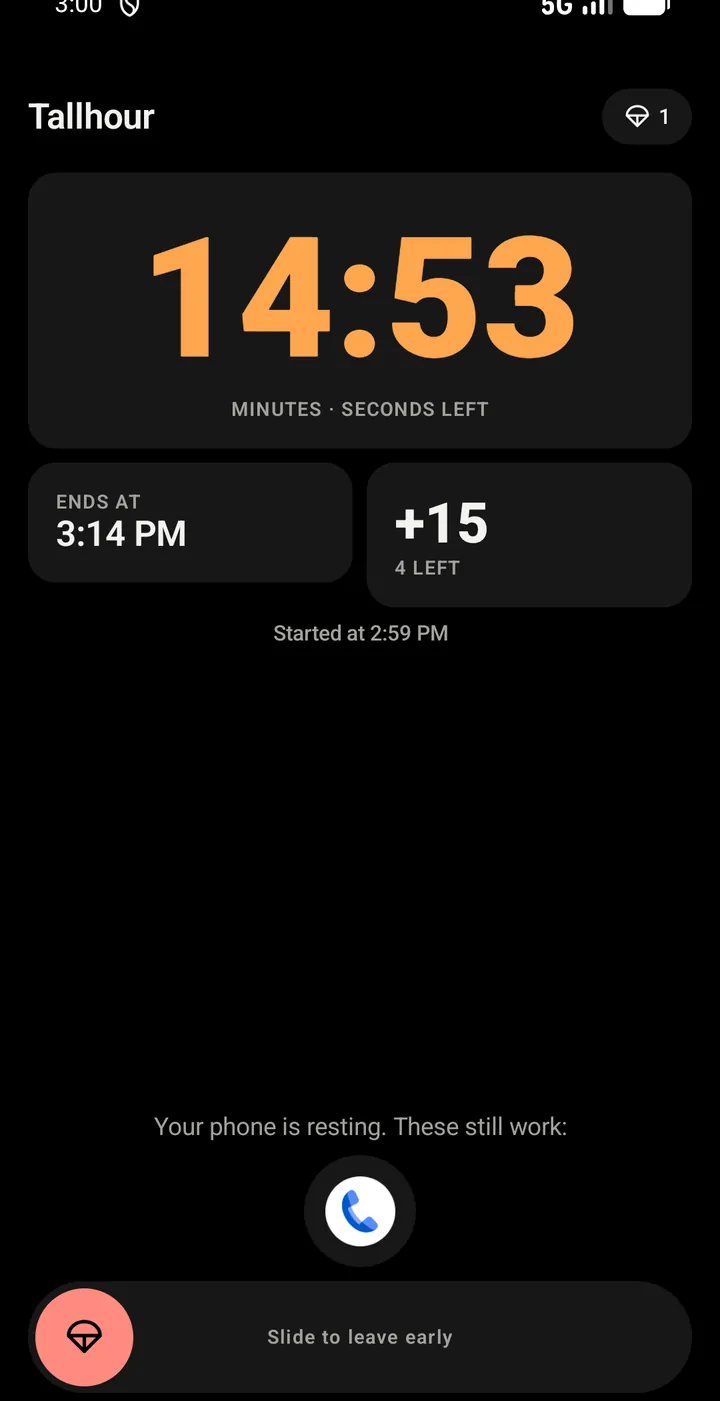 3:00
5G
Tallhour
1
14:53
MINUTES · SECONDS LEFT
ENDS AT
3:14 PM
+15
4 LEFT
Started at 2:59 PM
Your phone is resting. These still work:
Slide to leave early